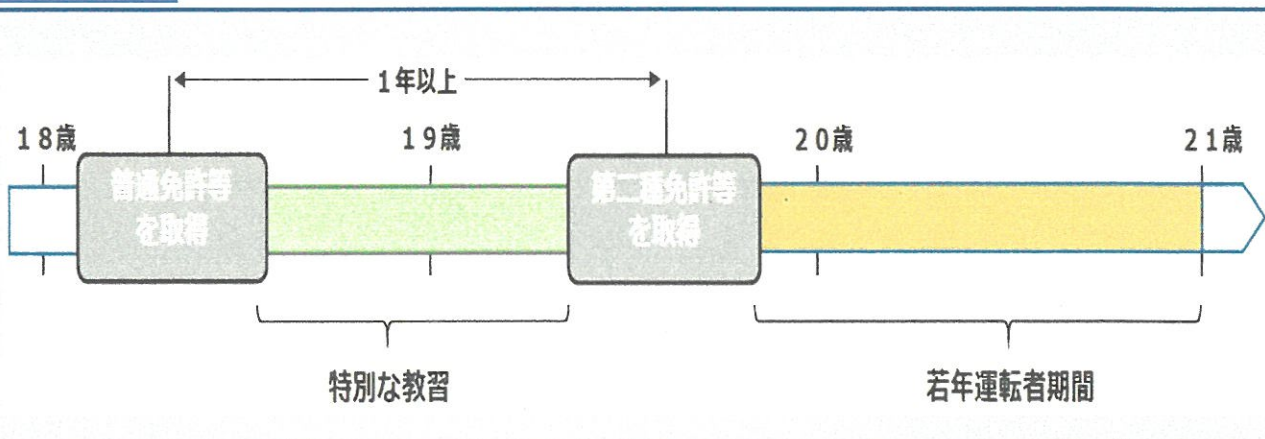 1年以上
18歳
19歳
20歳
21歳
普通免許等
を取得
第二種免許等
を取得
特別な教習
若年運転者期間